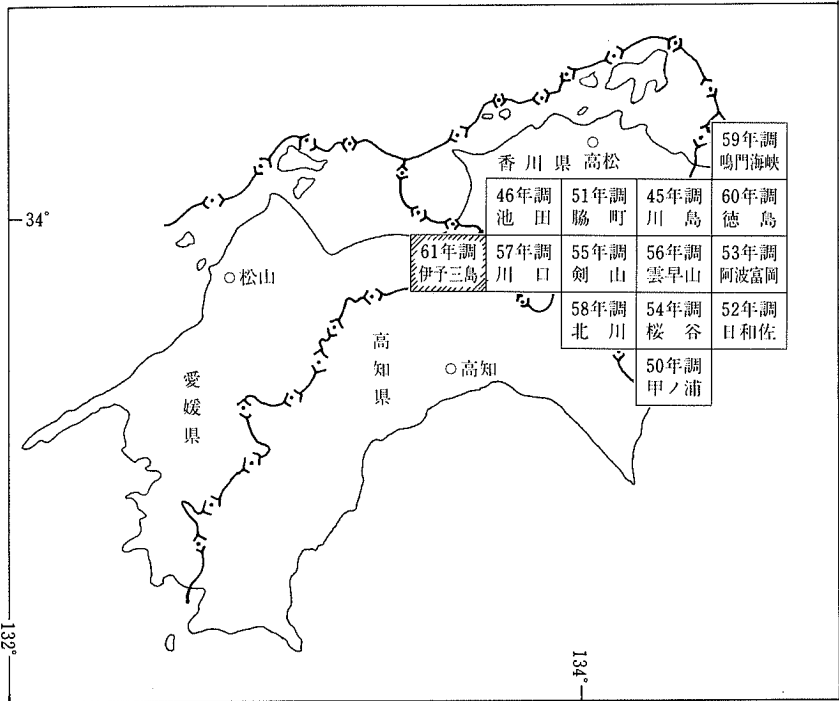 59年調
鳴門海峡
香川県
高松
46年調
池田
51年調
脇町
45年調
川島
60年調
徳島
34°
61年調
伊予三島
57年調
川口
55年調
剣山
56年調
雲早山
53年調
阿波富岡
松山
58年調
北川
54年調
桜谷
52年調
日和佐
高知県
高知
50年調
甲ノ浦
愛媛県
132°
134°